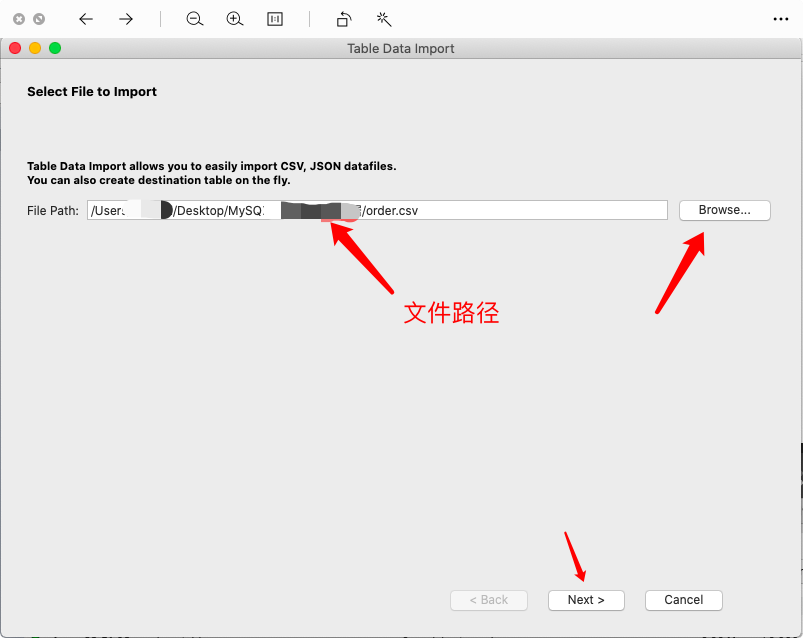 Table Data Import
Select File to Import
Table Data Import allows you to easily import CSV, JSON datafiles.
You can also create destination table on the fly.
File Path: /Users /Desktop/MySQ /order.csv Browse...
文件路径
< Back Next > Cancel